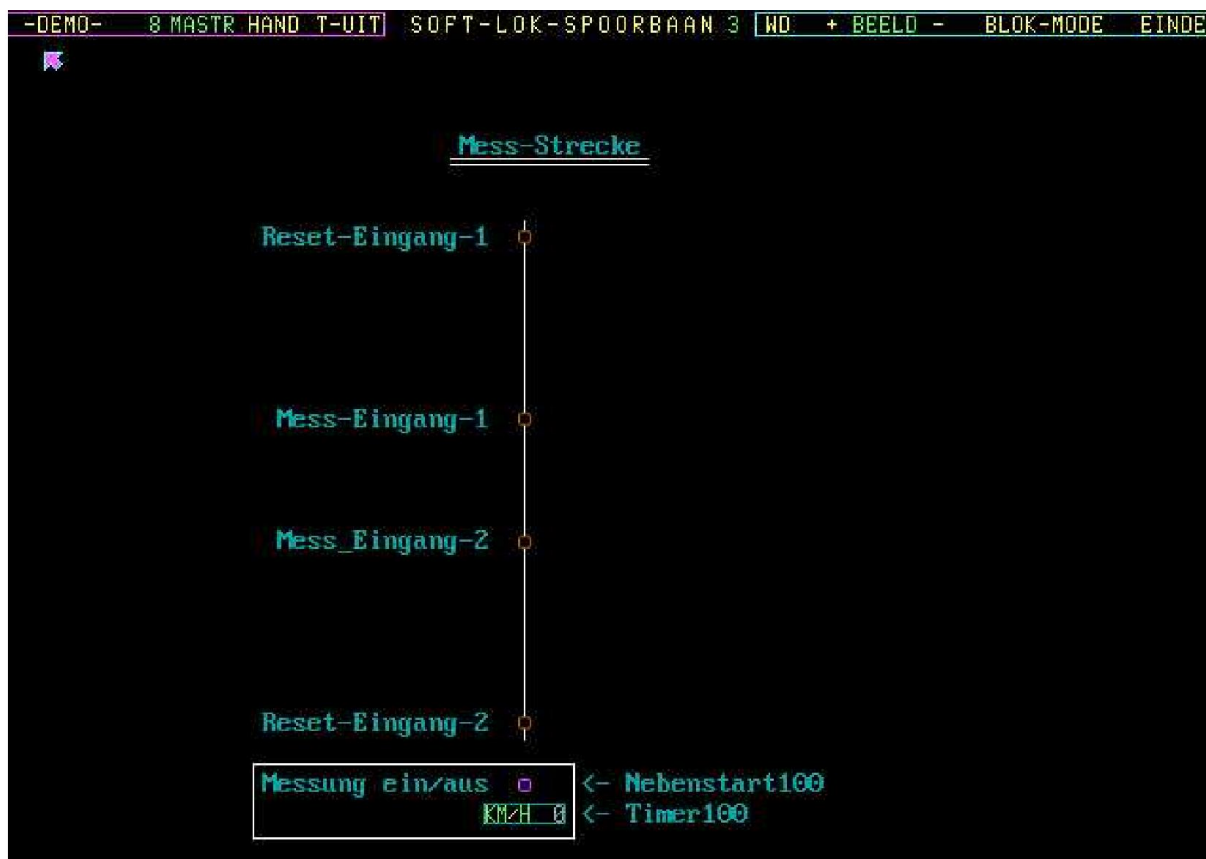 -DEMO- 8 MASTR HAND T-UIT SOFT-LOK-SPOORBAAN 3 WD + BEELD - BLOK-MODE EINDE
Mess-Strecke
Reset-Eingang-1
Mess-Eingang-1
Mess_Eingang-2
Reset-Eingang-2
Messung ein/aus <- Nebenstart100
KM/H 0 <- Timer100